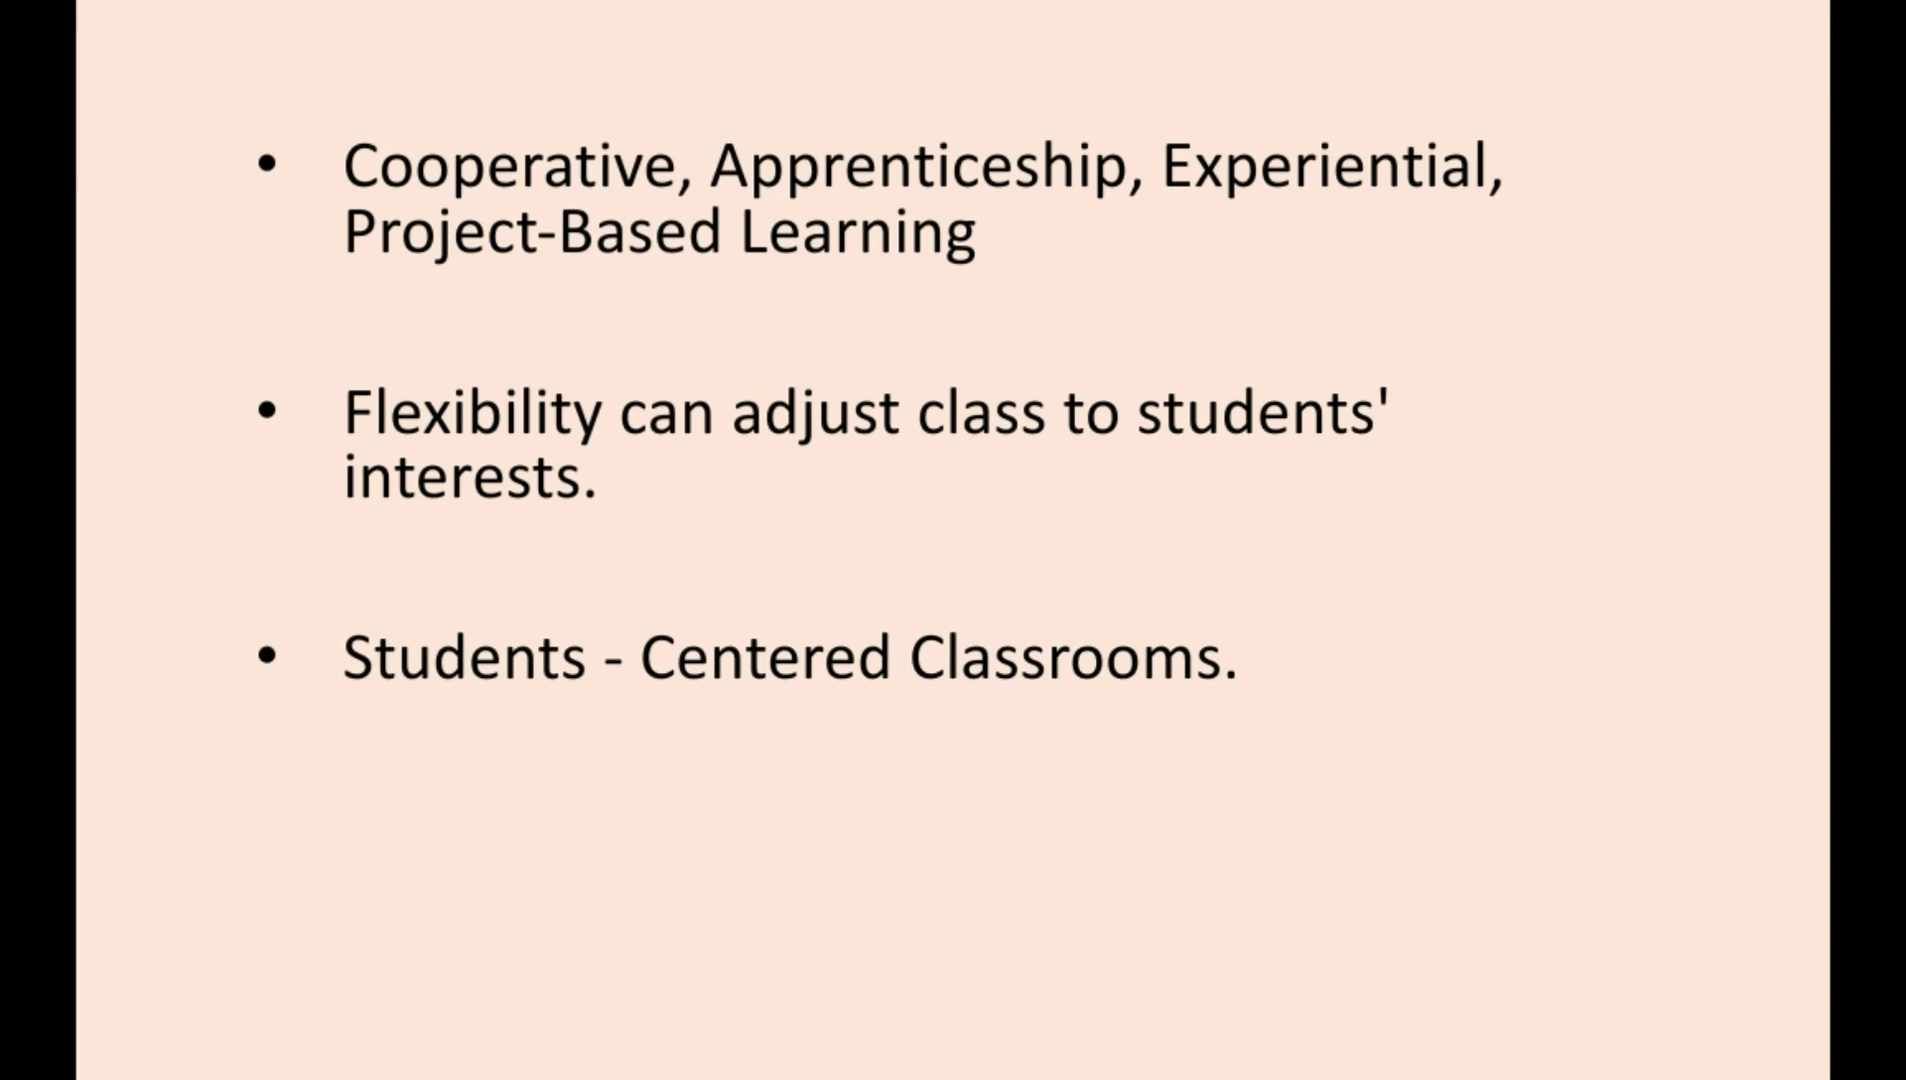 • Cooperative, Apprenticeship, Experiential,
Project-Based Learning
• Flexibility can adjust class to students'
interests.
• Students - Centered Classrooms.